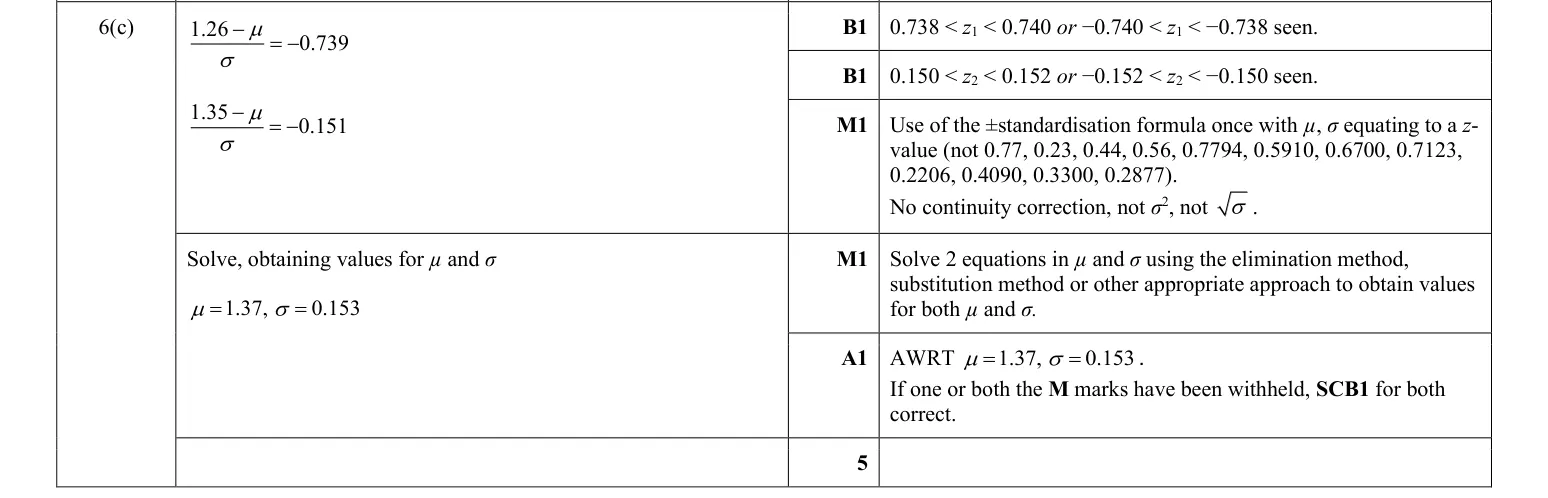 6(c)
1.26 − μ / σ = −0.739
1.35 − μ / σ = −0.151
B1 0.738 < z₁ < 0.740 or −0.740 < z₁ < −0.738 seen.
B1 0.150 < z₂ < 0.152 or −0.152 < z₂ < −0.150 seen.
M1 Use of the ±standardisation formula once with μ, σ equating to a z-
value (not 0.77, 0.23, 0.44, 0.56, 0.7794, 0.5910, 0.6700, 0.7123,
0.2206, 0.4090, 0.3300, 0.2877).
No continuity correction, not σ², not √σ .
Solve, obtaining values for μ and σ
μ = 1.37, σ = 0.153
M1 Solve 2 equations in μ and σ using the elimination method,
substitution method or other appropriate approach to obtain values
for both μ and σ.
A1 AWRT μ = 1.37, σ = 0.153 .
If one or both the M marks have been withheld, SCB1 for both
correct.
5